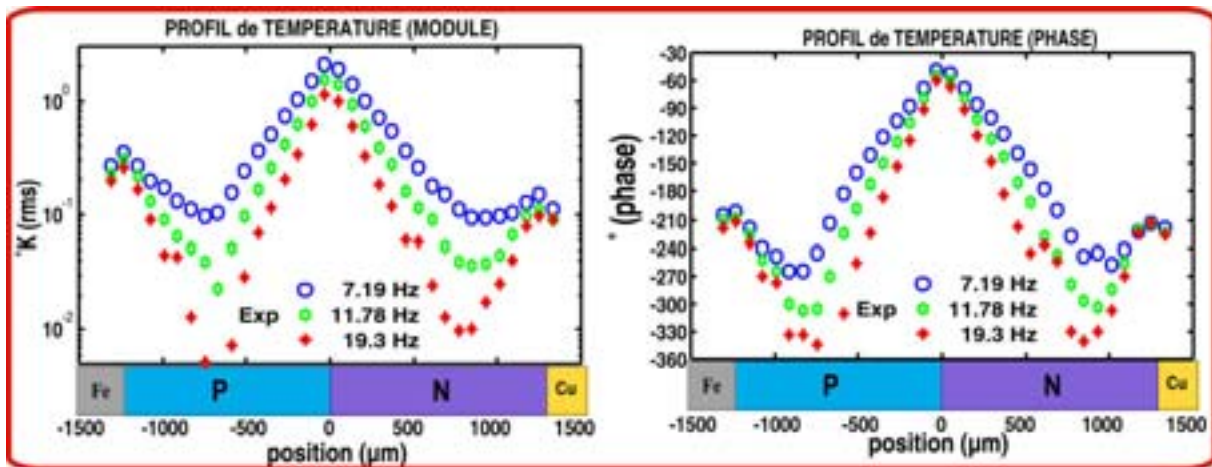 PROFIL de TEMPERATURE (MODULE)
10⁰
10⁻¹
10⁻²
°K (rms)
Exp
7.19 Hz
11.78 Hz
19.3 Hz
Fe P N Cu
-1500 -1000 -500 0 500 1000 1500
position (µm)
PROFIL de TEMPERATURE (PHASE)
-30
-60
-90
-120
-150
-180
-210
-240
-270
-300
-330
-360
° (phase)
Exp
7.19 Hz
11.78 Hz
19.3 Hz
Fe P N Cu
-1500 -1000 -500 0 500 1000 1500
position (µm)